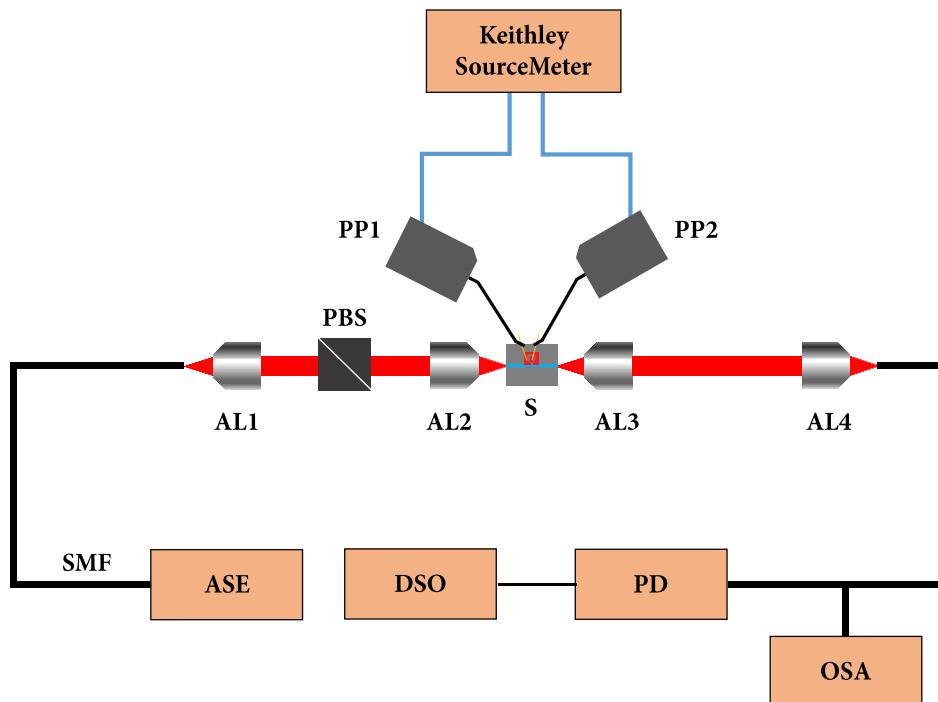 Keithley
SourceMeter
PP1
PP2
PBS
AL1
AL2
S
AL3
AL4
SMF
ASE
DSO
PD
OSA